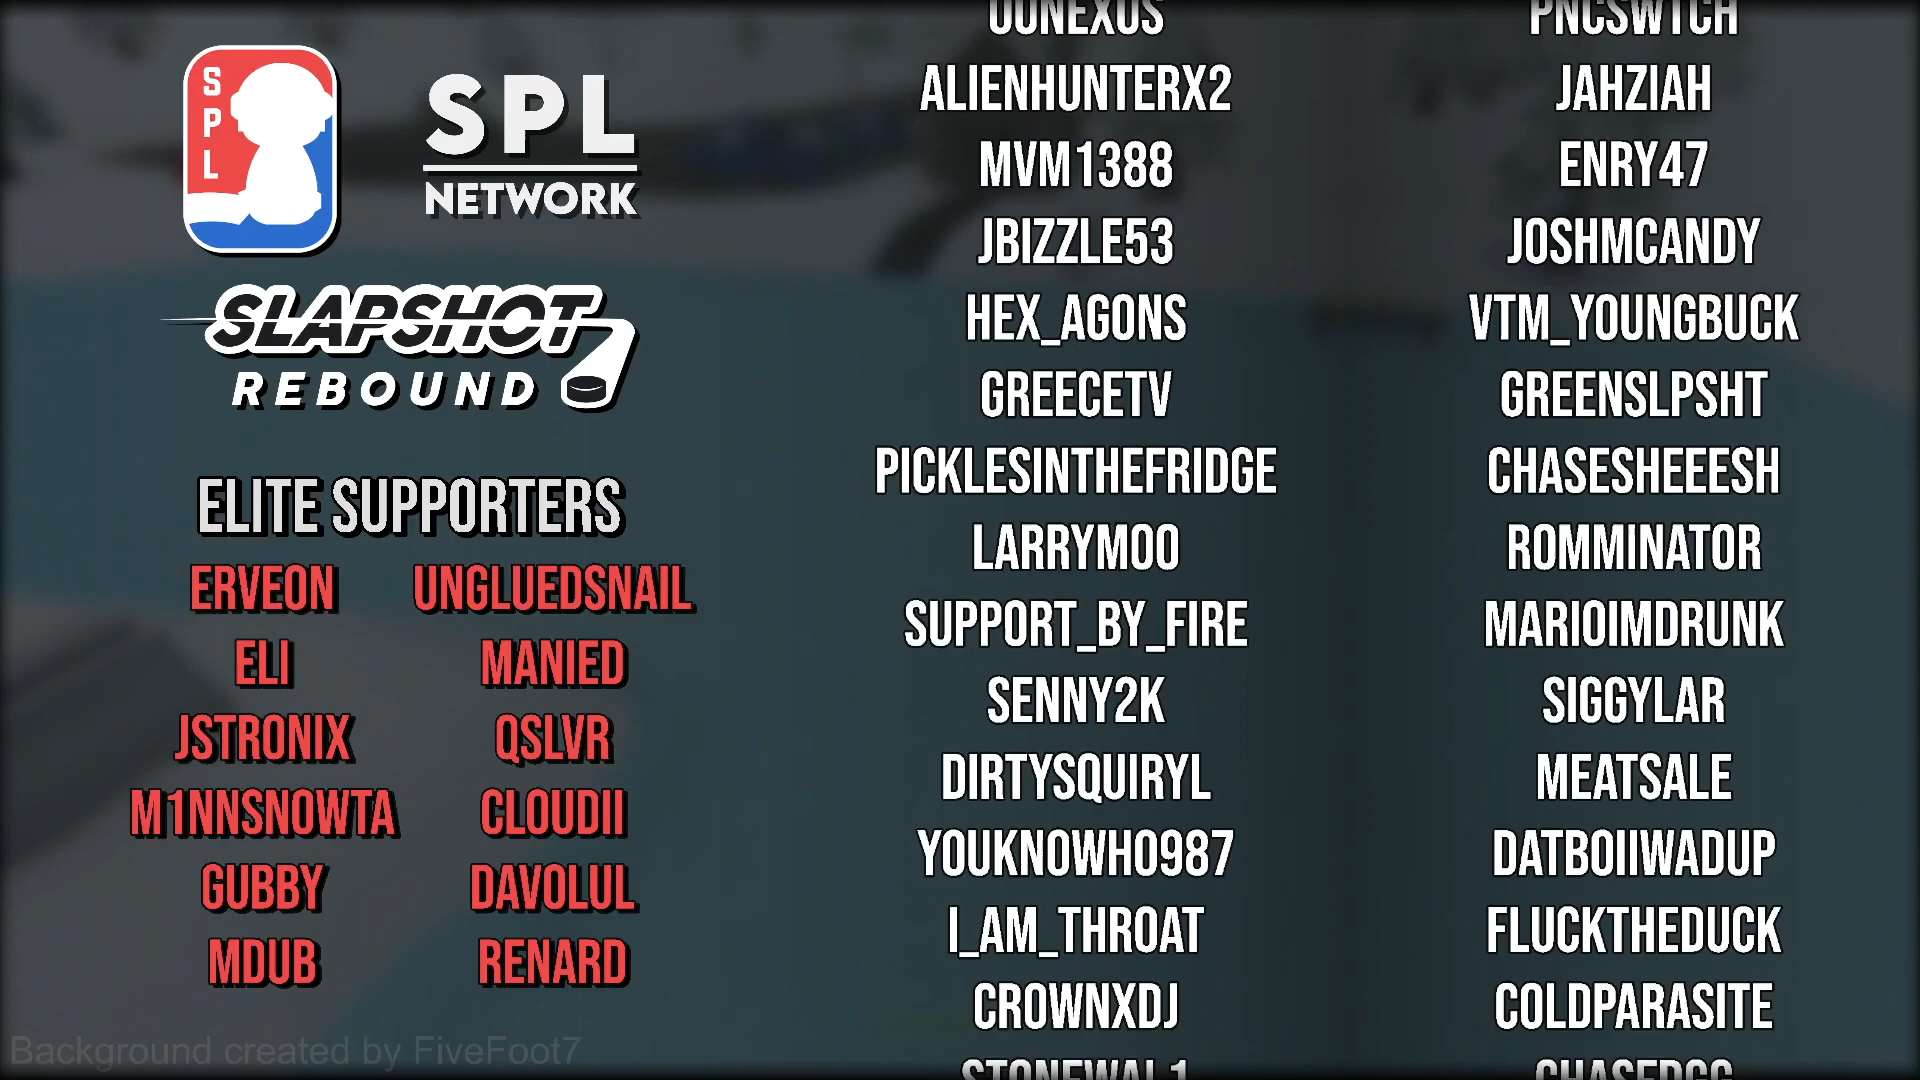 S
P
L
SPL
NETWORK
SLAPSHOT
REBOUND
ELITE SUPPORTERS
ERVEON UNGLUEDSNAIL
ELI MANIED
JSTRONIX QSLVR
M1NNSNOWTA CLOUDII
GUBBY DAVOLUL
MDUB RENARD
ALIENHUNTERX2 JAHZIAH
MVM1388 ENRY47
JBIZZLE53 JOSHMCANDY
HEX_AGONS VTM_YOUNGBUCK
GREECETV GREENSLPSHT
PICKLESINTHEFRIDGE CHASESHEEESH
LARRYMOO ROMMINATOR
SUPPORT_BY_FIRE MARIOIMDRUNK
SENNY2K SIGGYLAR
DIRTYSQUIRYL MEATSALE
YOUKNOWHO987 DATBOIIWADUP
I_AM_THROAT FLUCKTHEDUCK
CROWNXDJ COLDPARASITE
Background created by FiveFoot7